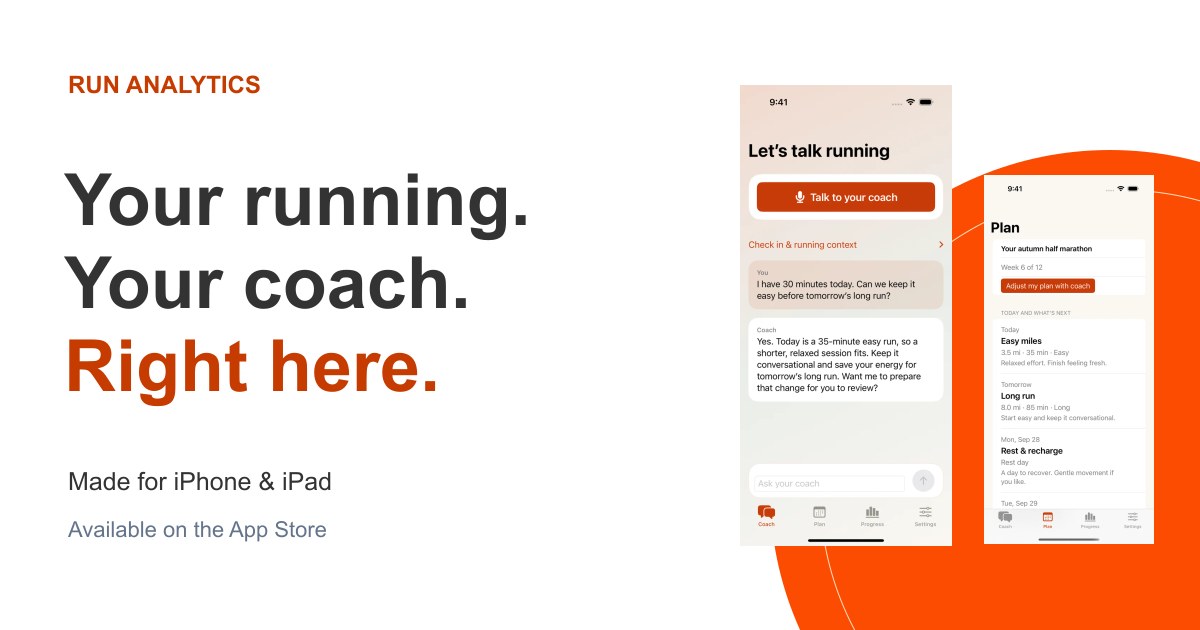 RUN ANALYTICS
Your running.
Your coach.
Right here.
Made for iPhone & iPad
Available on the App Store
9:41
Let's talk running
Talk to your coach
Check in & running context
You
I have 30 minutes today. Can we keep it
easy before tomorrow's long run?
Coach
Yes. Today is a 35-minute easy run, so a
shorter, relaxed session fits. Keep it
conversational and save your energy for
tomorrow's long run. Want me to prepare
that change for you to review?
Ask your coach
Coach Plan Progress Settings
9:41
Plan
Your autumn half marathon
Week 6 of 12
Adjust my plan with coach
TODAY AND WHAT'S NEXT
Today
Easy miles
3.5 mi · 35 min · Easy
Relaxed effort. Finish feeling fresh.
Tomorrow
Long run
8.0 mi · 85 min · Long
Start easy and keep it conversational.
Mon, Sep 28
Rest & recharge
Rest day
A day to recover. Gentle movement if
you like.
Tue, Sep 29
Coach Plan Progress Settings